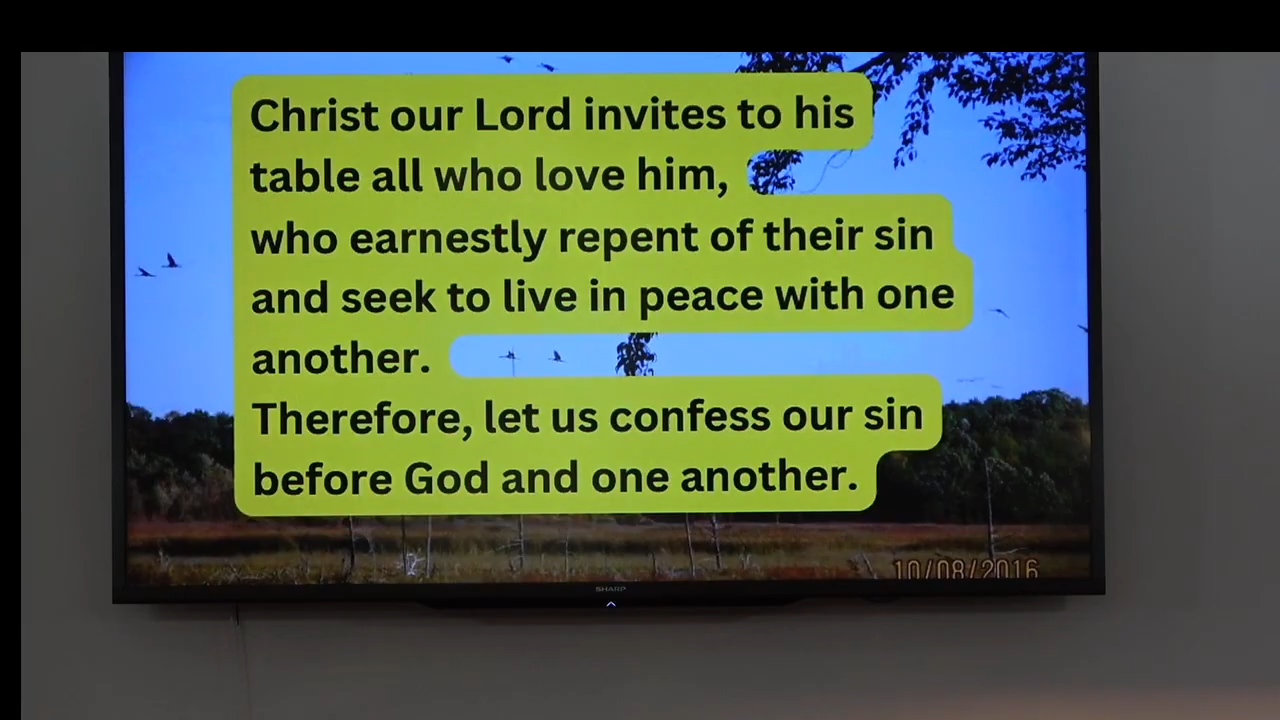 Christ our Lord invites to his
table all who love him,
who earnestly repent of their sin
and seek to live in peace with one
another.
Therefore, let us confess our sin
before God and one another.
10/08/2016
SHARP